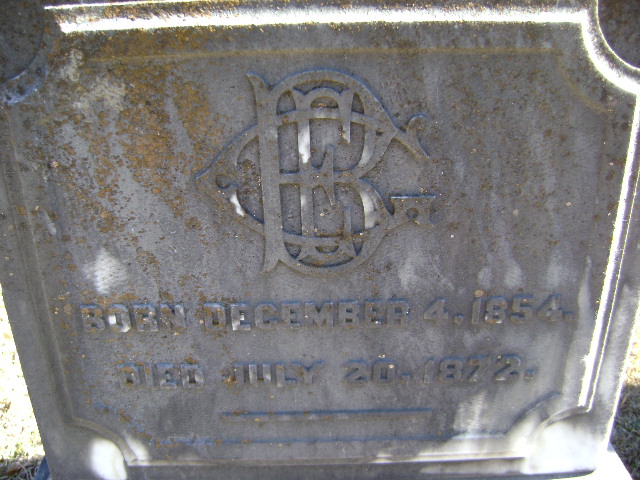 BORN DECEMBER 4. 1854.
DIED JULY 20. 1872.